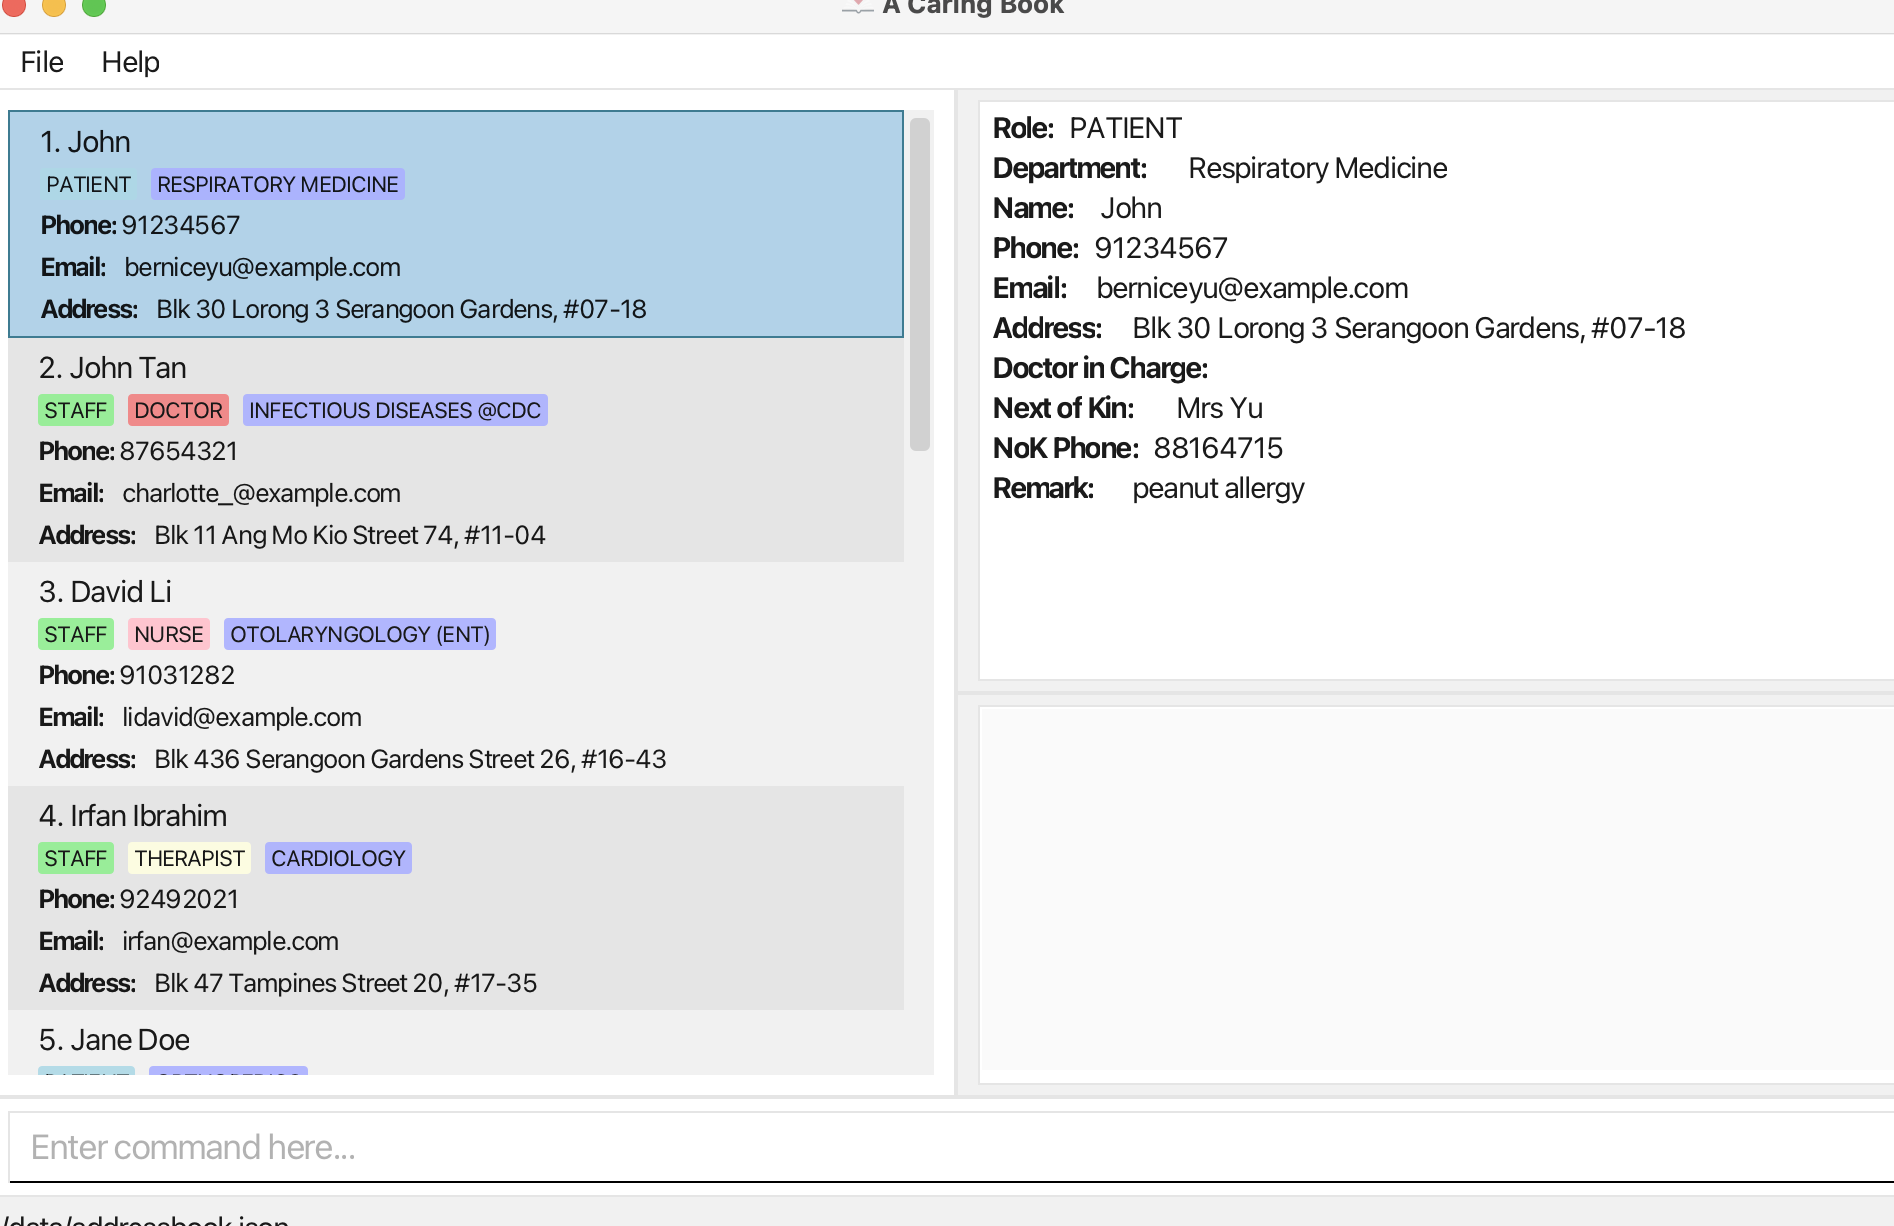 A Caring Book
File Help
1. John
PATIENT RESPIRATORY MEDICINE
Phone: 91234567
Email: berniceyu@example.com
Address: Blk 30 Lorong 3 Serangoon Gardens, #07-18
2. John Tan
STAFF DOCTOR INFECTIOUS DISEASES @CDC
Phone: 87654321
Email: charlotte_@example.com
Address: Blk 11 Ang Mo Kio Street 74, #11-04
3. David Li
STAFF NURSE OTOLARYNGOLOGY (ENT)
Phone: 91031282
Email: lidavid@example.com
Address: Blk 436 Serangoon Gardens Street 26, #16-43
4. Irfan Ibrahim
STAFF THERAPIST CARDIOLOGY
Phone: 92492021
Email: irfan@example.com
Address: Blk 47 Tampines Street 20, #17-35
5. Jane Doe
Role: PATIENT
Department: Respiratory Medicine
Name: John
Phone: 91234567
Email: berniceyu@example.com
Address: Blk 30 Lorong 3 Serangoon Gardens, #07-18
Doctor in Charge:
Next of Kin: Mrs Yu
NoK Phone: 88164715
Remark: peanut allergy
Enter command here...
/data/addressbook.json